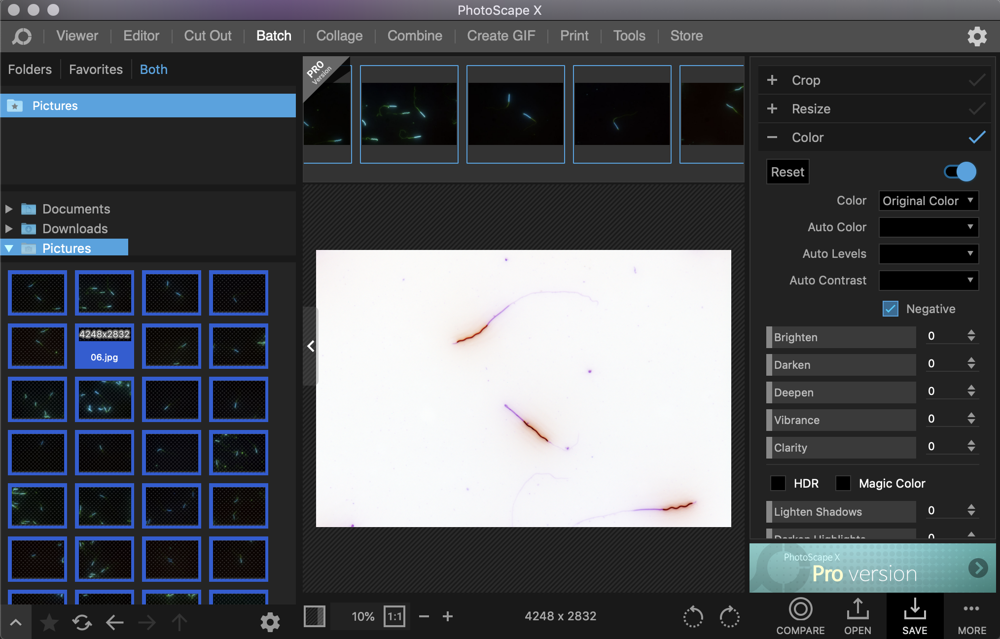 PhotoScape X
Viewer
Editor
Cut Out
Batch
Collage
Combine
Create GIF
Print
Tools
Store
Folders
Favorites
Both
Pictures
Documents
Downloads
Pictures
4248x2832
06.jpg
PRO
Version
10%
1:1
4248 x 2832
Crop
Resize
Color
Reset
Color
Original Color
Auto Color
Auto Levels
Auto Contrast
Negative
Brighten
0
Darken
0
Deepen
0
Vibrance
0
Clarity
0
HDR
Magic Color
Lighten Shadows
0
Darken Highlights
0
PhotoScape X
Pro version
COMPARE
OPEN
SAVE
MORE